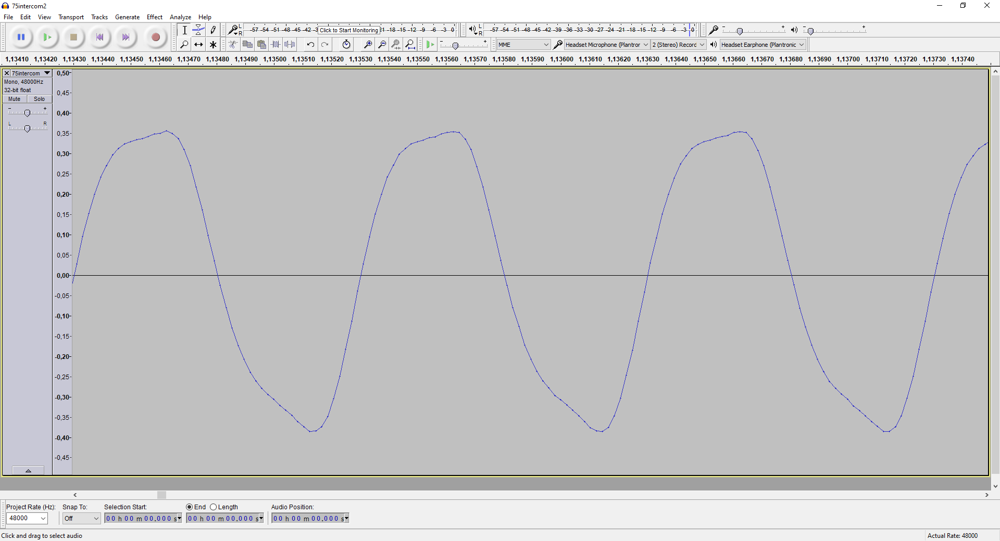 75intercom2
File Edit View Transport Tracks Generate Effect Analyze Help
L R -57 -54 -51 -48 -45 -42 -3 Click to Start Monitoring 21 -18 -15 -12 -9 -6 -3 0 L R -57 -54 -51 -48 -45 -42 -39 -36 -33 -30 -27 -24 -21 -18 -15 -12 -9 -6 -3 0 - + - +
- + MME Headset Microphone (Plantror 2 (Stereo) Record Headset Earphone (Plantronic
1,13410 1,13420 1,13430 1,13440 1,13450 1,13460 1,13470 1,13480 1,13490 1,13500 1,13510 1,13520 1,13530 1,13540 1,13550 1,13560 1,13570 1,13580 1,13590 1,13600 1,13610 1,13620 1,13630 1,13640 1,13650 1,13660 1,13670 1,13680 1,13690 1,13700 1,13710 1,13720 1,13730 1,13740
75intercom
Mono, 48000Hz
32-bit float
Mute Solo
- +
L R
0,50
0,45
0,40
0,35
0,30
0,25
0,20
0,15
0,10
0,05
0,00
-0,05
-0,10
-0,15
-0,20
-0,25
-0,30
-0,35
-0,40
-0,45
Project Rate (Hz): Snap To: Selection Start: End Length Audio Position:
48000 Off 00 h 00 m 00.000 s 00 h 00 m 00.000 s 00 h 00 m 00.000 s
Click and drag to select audio Actual Rate: 48000